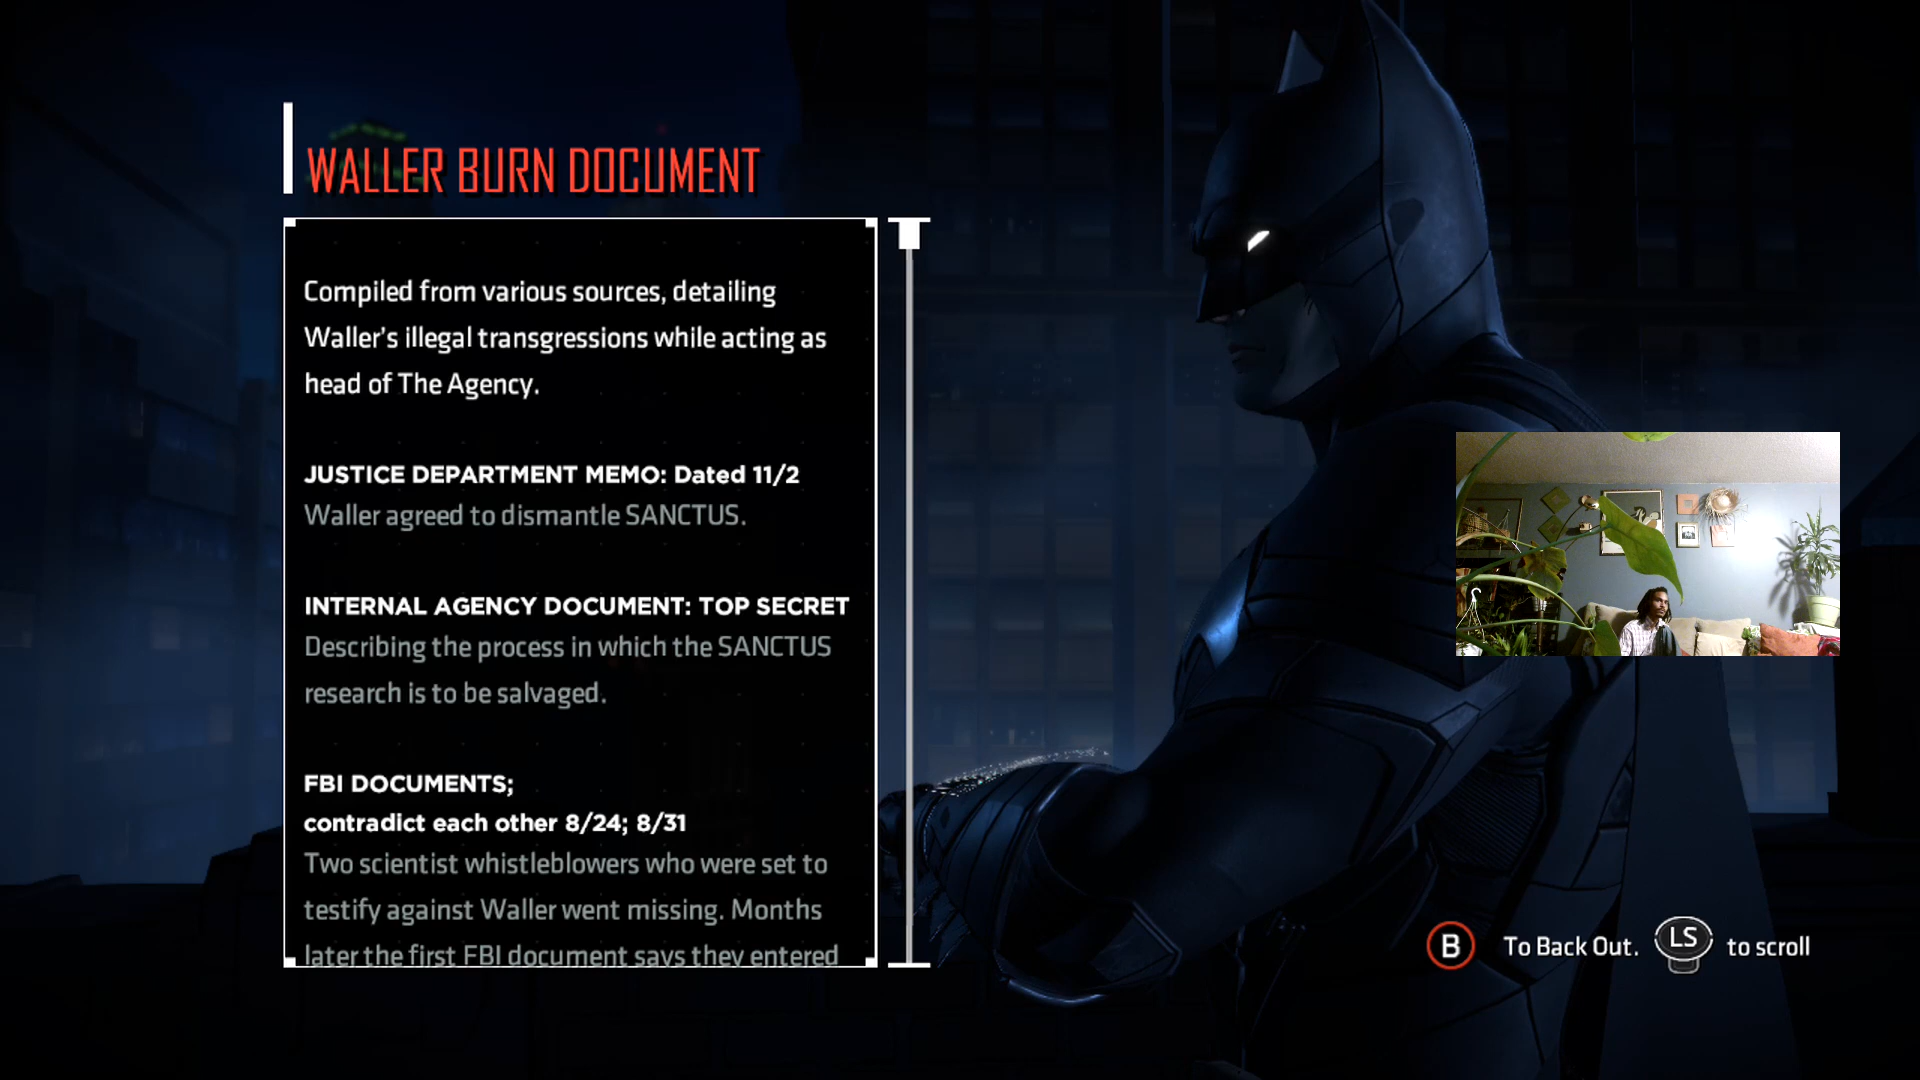 WALLER BURN DOCUMENT
Compiled from various sources, detailing
Waller's illegal transgressions while acting as
head of The Agency.
JUSTICE DEPARTMENT MEMO: Dated 11/2
Waller agreed to dismantle SANCTUS.
INTERNAL AGENCY DOCUMENT: TOP SECRET
Describing the process in which the SANCTUS
research is to be salvaged.
FBI DOCUMENTS;
contradict each other 8/24; 8/31
Two scientist whistleblowers who were set to
testify against Waller went missing. Months
later the first FBI document says they entered
B To Back Out. LS to scroll